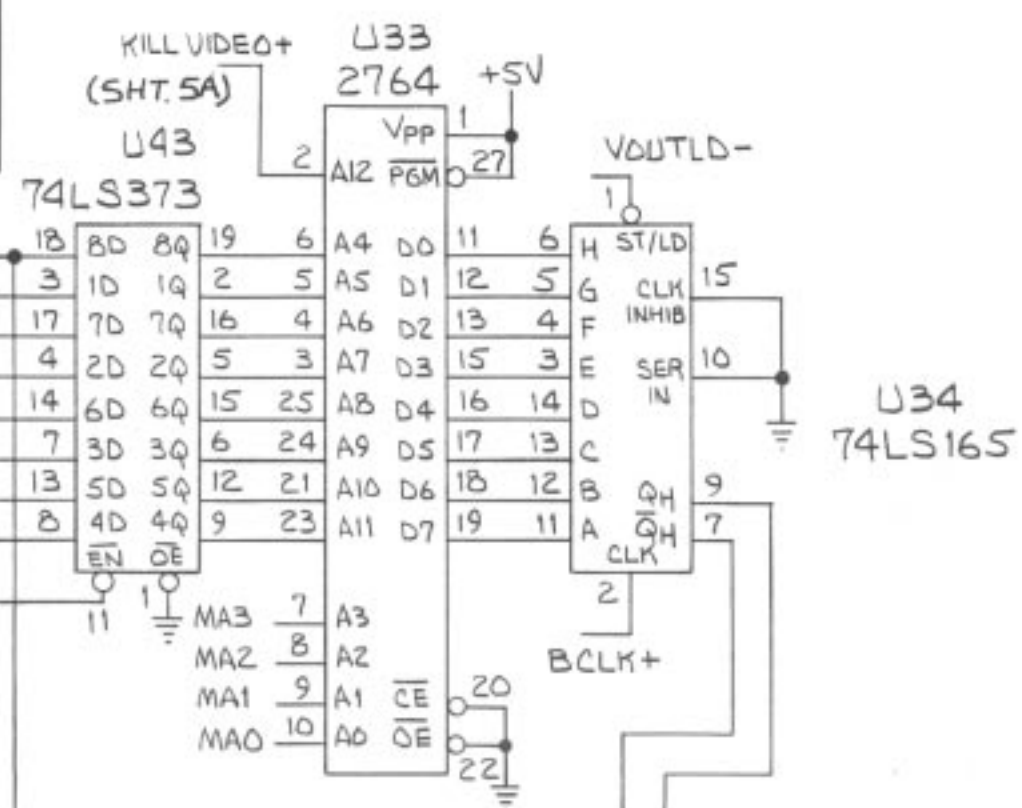 KILL VIDEO+
(SHT. 5A)
U33
2764
+5V
U43
74LS373
VOUTLD-
2 A12 VPP 1
P̅G̅M̅ 27
1
ST/LD
18 8D 8Q 19 6 A4 D0 11 6 H
3 1D 1Q 2 5 A5 D1 12 5 G CLK INHIB 15
17 7D 7Q 16 4 A6 D2 13 4 F
4 2D 2Q 5 3 A7 D3 15 3 E SER IN 10
14 6D 6Q 15 25 A8 D4 16 14 D
7 3D 3Q 6 24 A9 D5 17 13 C
13 5D 5Q 12 21 A10 D6 18 12 B QH 9
8 4D 4Q 9 23 A11 D7 19 11 A Q̅H 7
E̅N̅ O̅E̅ CLK
11 1 2
U34
74LS165
BCLK+
MA3 7 A3
MA2 8 A2
MA1 9 A1 C̅E̅ 20
MA0 10 A0 O̅E̅ 22